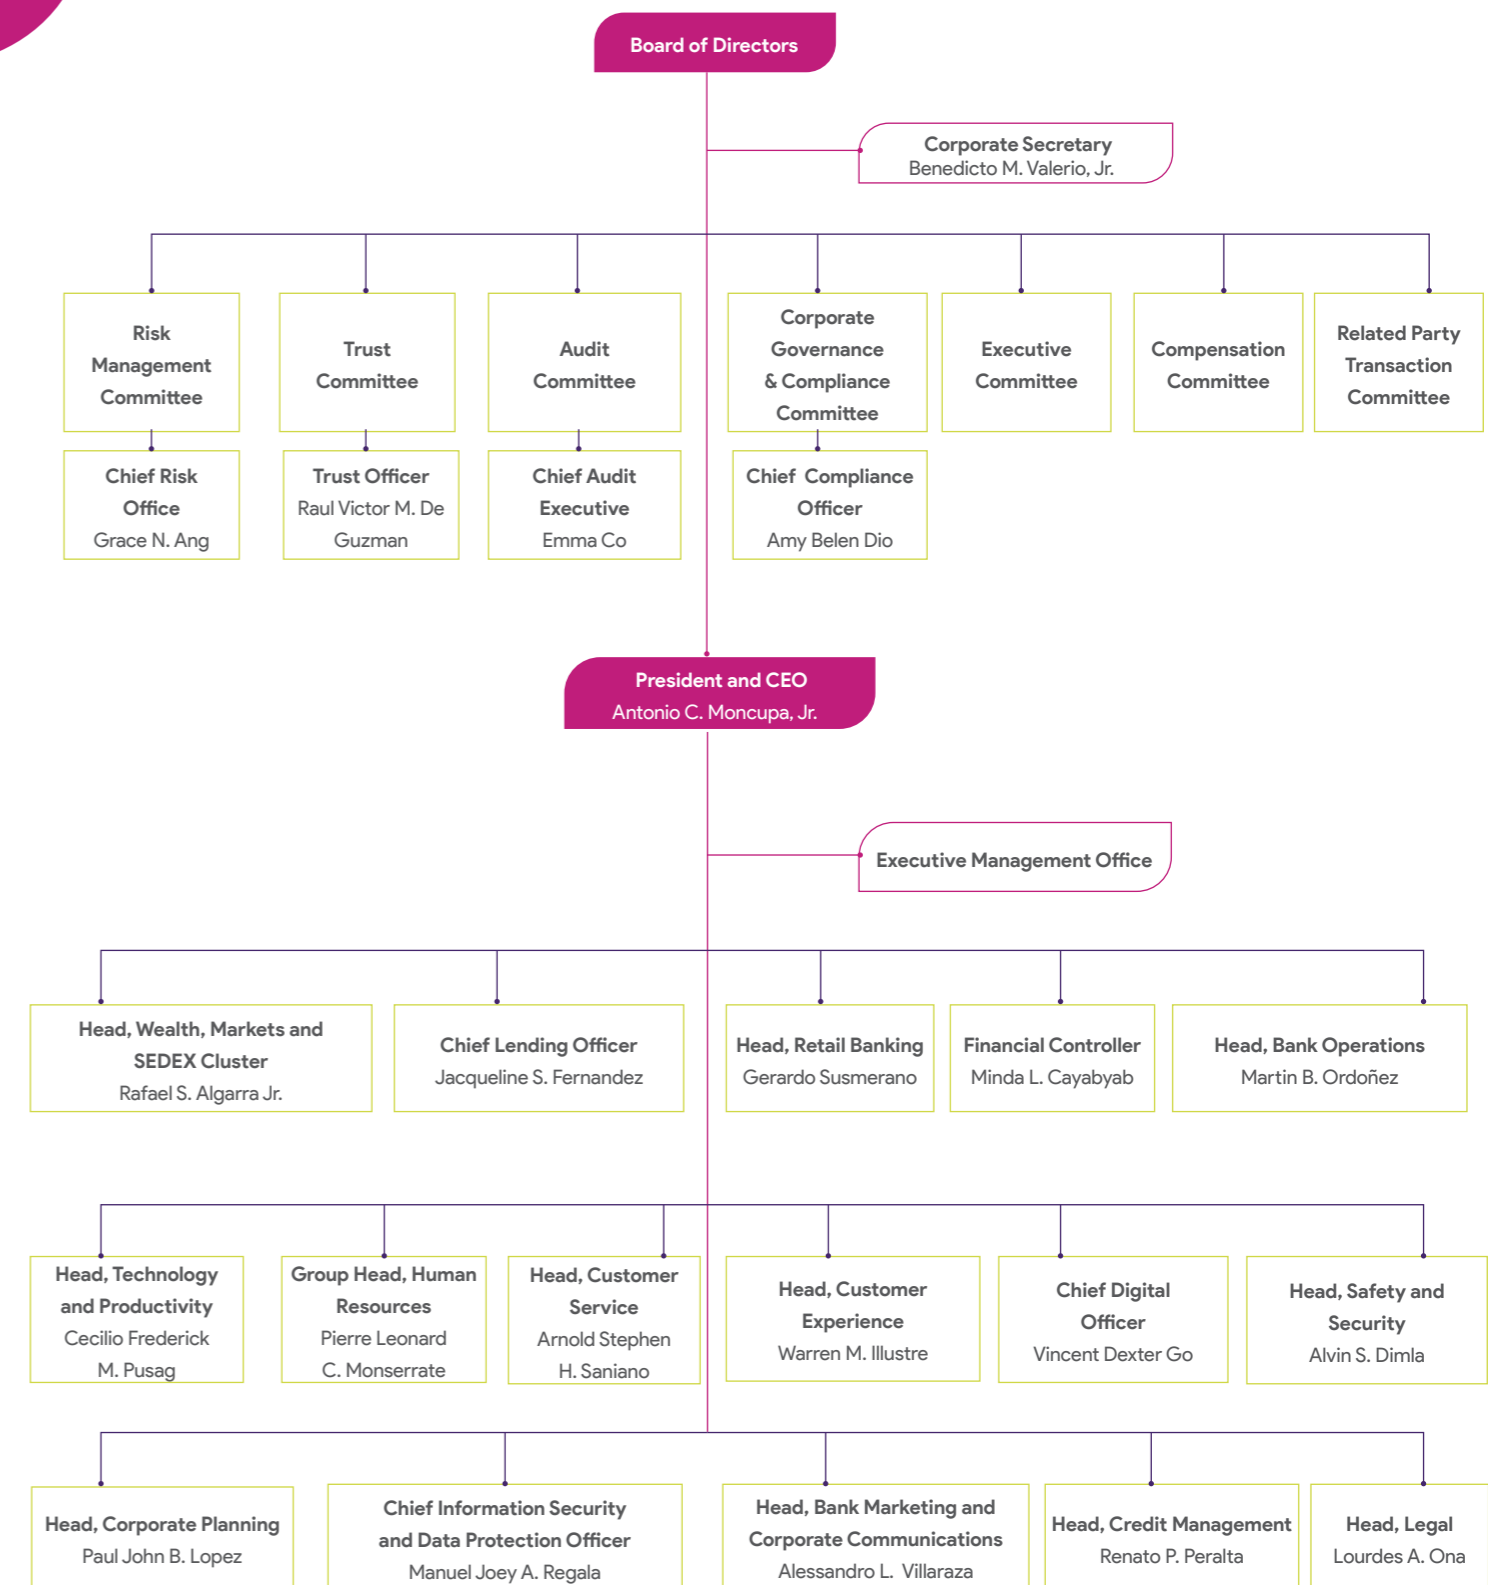 Board of Directors
Corporate Secretary
Benedicto M. Valerio, Jr.
Risk
Management
Committee
Trust
Committee
Audit
Committee
Corporate
Governance
& Compliance
Committee
Executive
Committee
Compensation
Committee
Related Party
Transaction
Committee
Chief Risk
Office
Grace N. Ang
Trust Officer
Raul Victor M. De
Guzman
Chief Audit
Executive
Emma Co
Chief Compliance
Officer
Amy Belen Dio
President and CEO
Antonio C. Moncupa, Jr.
Executive Management Office
Head, Wealth, Markets and
SEDEX Cluster
Rafael S. Algarra Jr.
Chief Lending Officer
Jacqueline S. Fernandez
Head, Retail Banking
Gerardo Susmerano
Financial Controller
Minda L. Cayabyab
Head, Bank Operations
Martin B. Ordoñez
Head, Technology
and Productivity
Cecilio Frederick
M. Pusag
Group Head, Human
Resources
Pierre Leonard
C. Monserrate
Head, Customer
Service
Arnold Stephen
H. Saniano
Head, Customer
Experience
Warren M. Illustre
Chief Digital
Officer
Vincent Dexter Go
Head, Safety and
Security
Alvin S. Dimla
Head, Corporate Planning
Paul John B. Lopez
Chief Information Security
and Data Protection Officer
Manuel Joey A. Regala
Head, Bank Marketing and
Corporate Communications
Alessandro L. Villaraza
Head, Credit Management
Renato P. Peralta
Head, Legal
Lourdes A. Ona